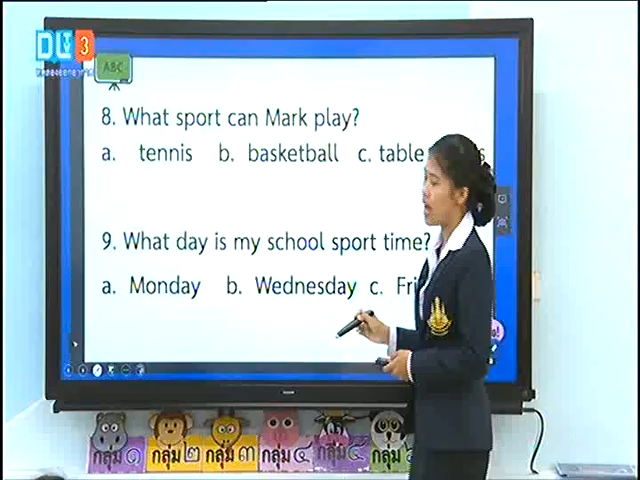 DLTV 3
ABC
8. What sport can Mark play?
a. tennis b. basketball c. table
9. What day is my school sport time?
a. Monday b. Wednesday c. Fri
กลุ่ม ๑ กลุ่ม ๒ กลุ่ม ๓ กลุ่ม ๔ กลุ่ม ๕ กลุ่ม